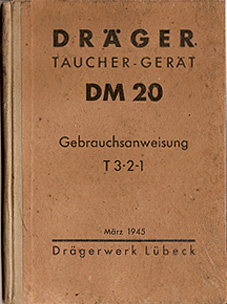 DRÄGER
TAUCHER-GERÄT
DM 20
Gebrauchsanweisung
T 3-2-1
März 1945
Drägerwerk Lübeck